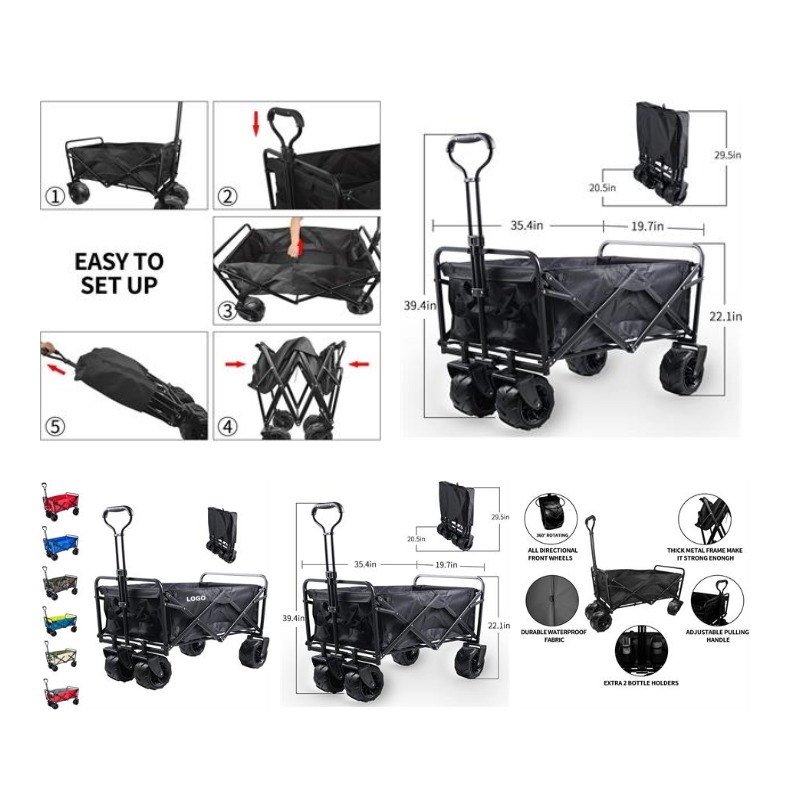 ①
②
EASY TO
SET UP
③
⑤
④
29.5in
20.5in
35.4in
19.7in
39.4in
22.1in
LOGO
29.5in
20.5in
35.4in
19.7in
39.4in
22.1in
360° ROTATING
ALL DIRECTIONAL
FRONT WHEELS
THICK METAL FRAME MAKE
IT STRONG ENONGH
DURABLE WATERPROOF
FABRIC
ADJUSTABLE PULLING
HANDLE
EXTRA 2 BOTTLE HOLDERS